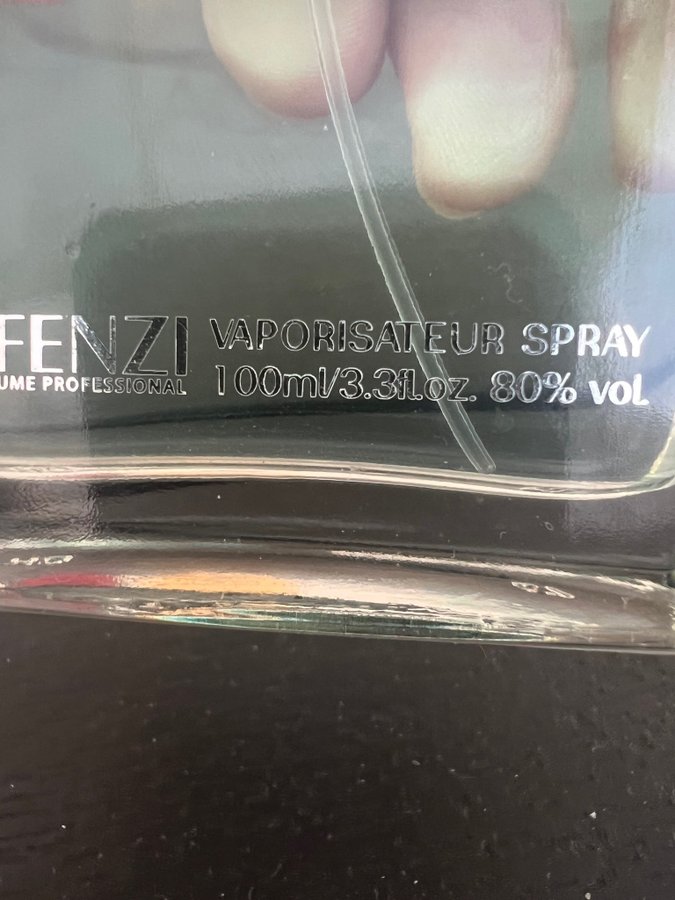 FENZI
UME PROFESSIONAL
VAPORISATEUR SPRAY
100ml/3.3fl.oz. 80% vol.